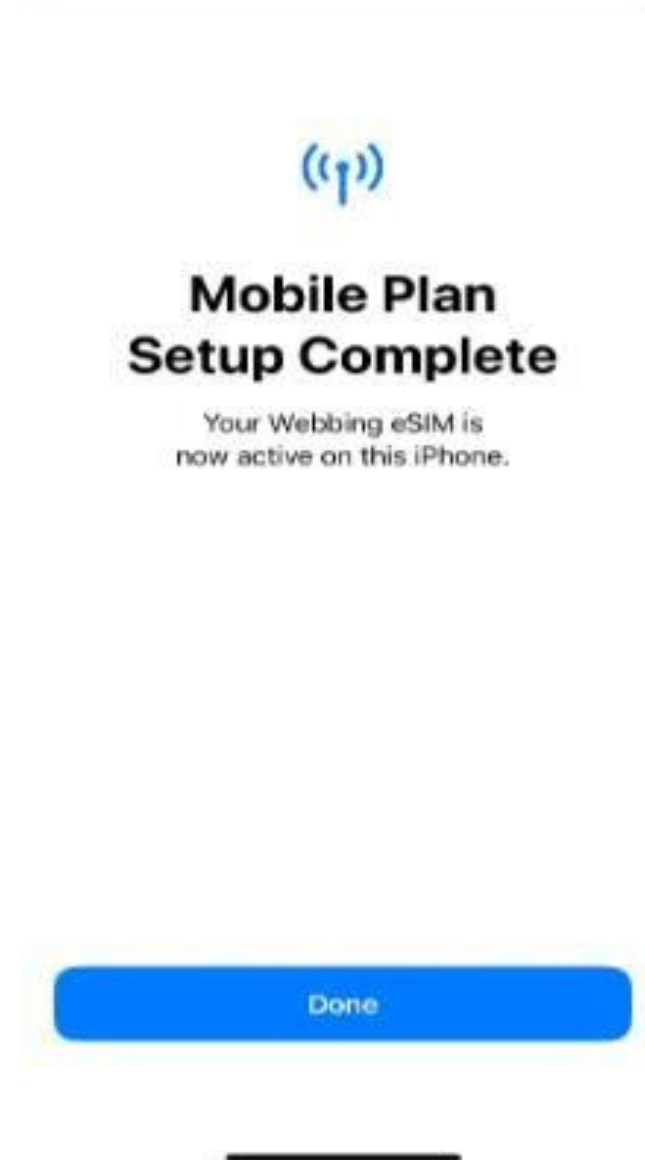 Mobile Plan
Setup Complete
Your Webbing eSIM is
now active on this iPhone.
Done